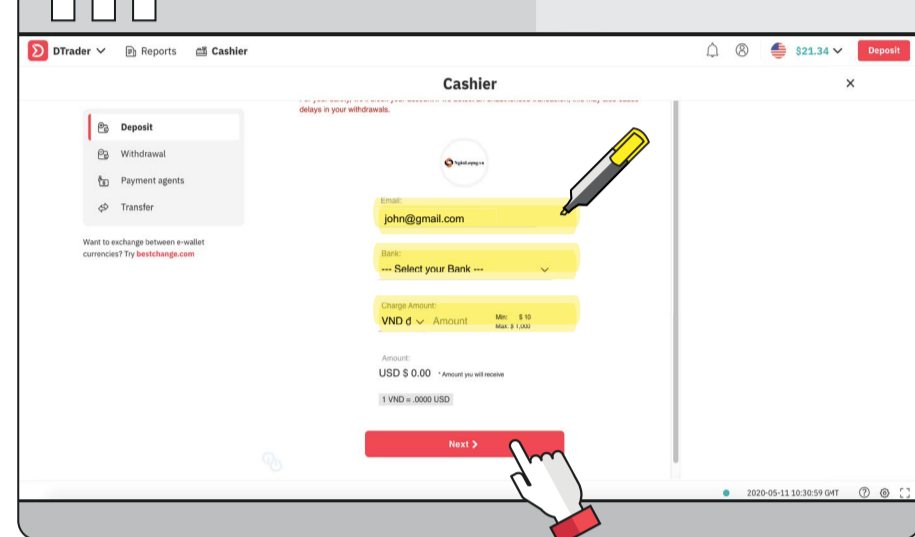 DTrader
Reports
Cashier
$21.34
Deposit
Cashier
delays in your withdrawals.
Deposit
Withdrawal
Payment agents
Transfer
Want to exchange between e-wallet
currencies? Try bestchange.com
Email:
john@gmail.com
Bank:
--- Select your Bank ---
Charge Amount:
VND đ Amount Min: $ 10
Max: $ 1,000
Amount:
USD $ 0.00 * Amount you will receive
1 VND = .0000 USD
Next
2020-05-11 10:30:59 GMT